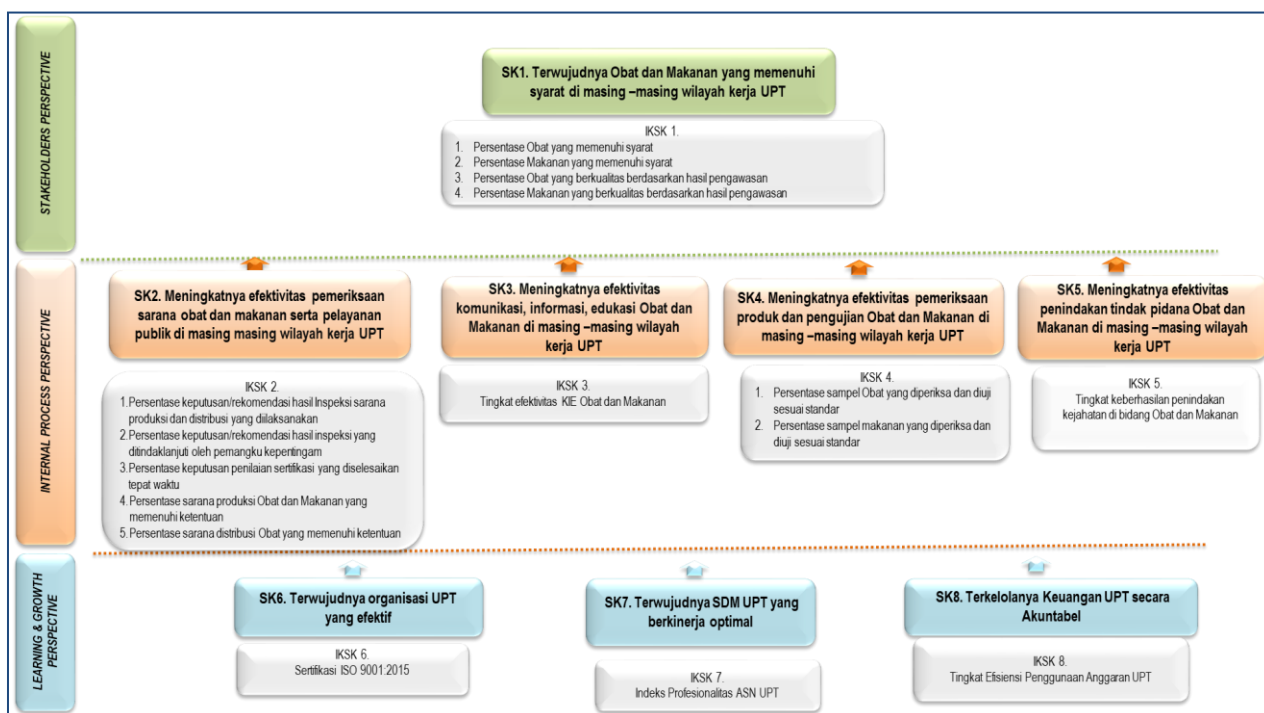 STAKEHOLDERS PERSPECTIVE
SK1. Terwujudnya Obat dan Makanan yang memenuhi
syarat di masing –masing wilayah kerja UPT
IKSK 1.
1. Persentase Obat yang memenuhi syarat
2. Persentase Makanan yang memenuhi syarat
3. Persentase Obat yang berkualitas berdasarkan hasil pengawasan
4. Persentase Makanan yang berkualitas berdasarkan hasil pengawasan
INTERNAL PROCESS PERSPECTIVE
SK2. Meningkatnya efektivitas pemeriksaan
sarana obat dan makanan serta pelayanan
publik di masing masing wilayah kerja UPT
IKSK 2.
1. Persentase keputusan/rekomendasi hasil Inspeksi sarana
produksi dan distribusi yang dilaksanakan
2. Persentase keputusan/rekomendasi hasil inspeksi yang
ditindaklanjuti oleh pemangku kepentingam
3. Persentase keputusan penilaian sertifikasi yang diselesaikan
tepat waktu
4. Persentase sarana produksi Obat dan Makanan yang
memenuhi ketentuan
5. Persentase sarana distribusi Obat yang memenuhi ketentuan
SK3. Meningkatnya efektivitas
komunikasi, informasi, edukasi Obat dan
Makanan di masing –masing wilayah
kerja UPT
IKSK 3.
Tingkat efektivitas KIE Obat dan Makanan
SK4. Meningkatnya efektivitas pemeriksaan
produk dan pengujian Obat dan Makanan di
masing –masing wilayah kerja UPT
IKSK 4.
1. Persentase sampel Obat yang diperiksa dan diuji
sesuai standar
2. Persentase sampel makanan yang diperiksa dan
diuji sesuai standar
SK5. Meningkatnya efektivitas
penindakan tindak pidana Obat dan
Makanan di masing –masing wilayah
kerja UPT
IKSK 5.
Tingkat keberhasilan penindakan
kejahatan di bidang Obat dan Makanan
LEARNING & GROWTH
PERSPECTIVE
SK6. Terwujudnya organisasi UPT
yang efektif
IKSK 6.
Sertifikasi ISO 9001:2015
SK7. Terwujudnya SDM UPT yang
berkinerja optimal
IKSK 7.
Indeks Profesionalitas ASN UPT
SK8. Terkelolanya Keuangan UPT secara
Akuntabel
IKSK 8.
Tingkat Efisiensi Penggunaan Anggaran UPT